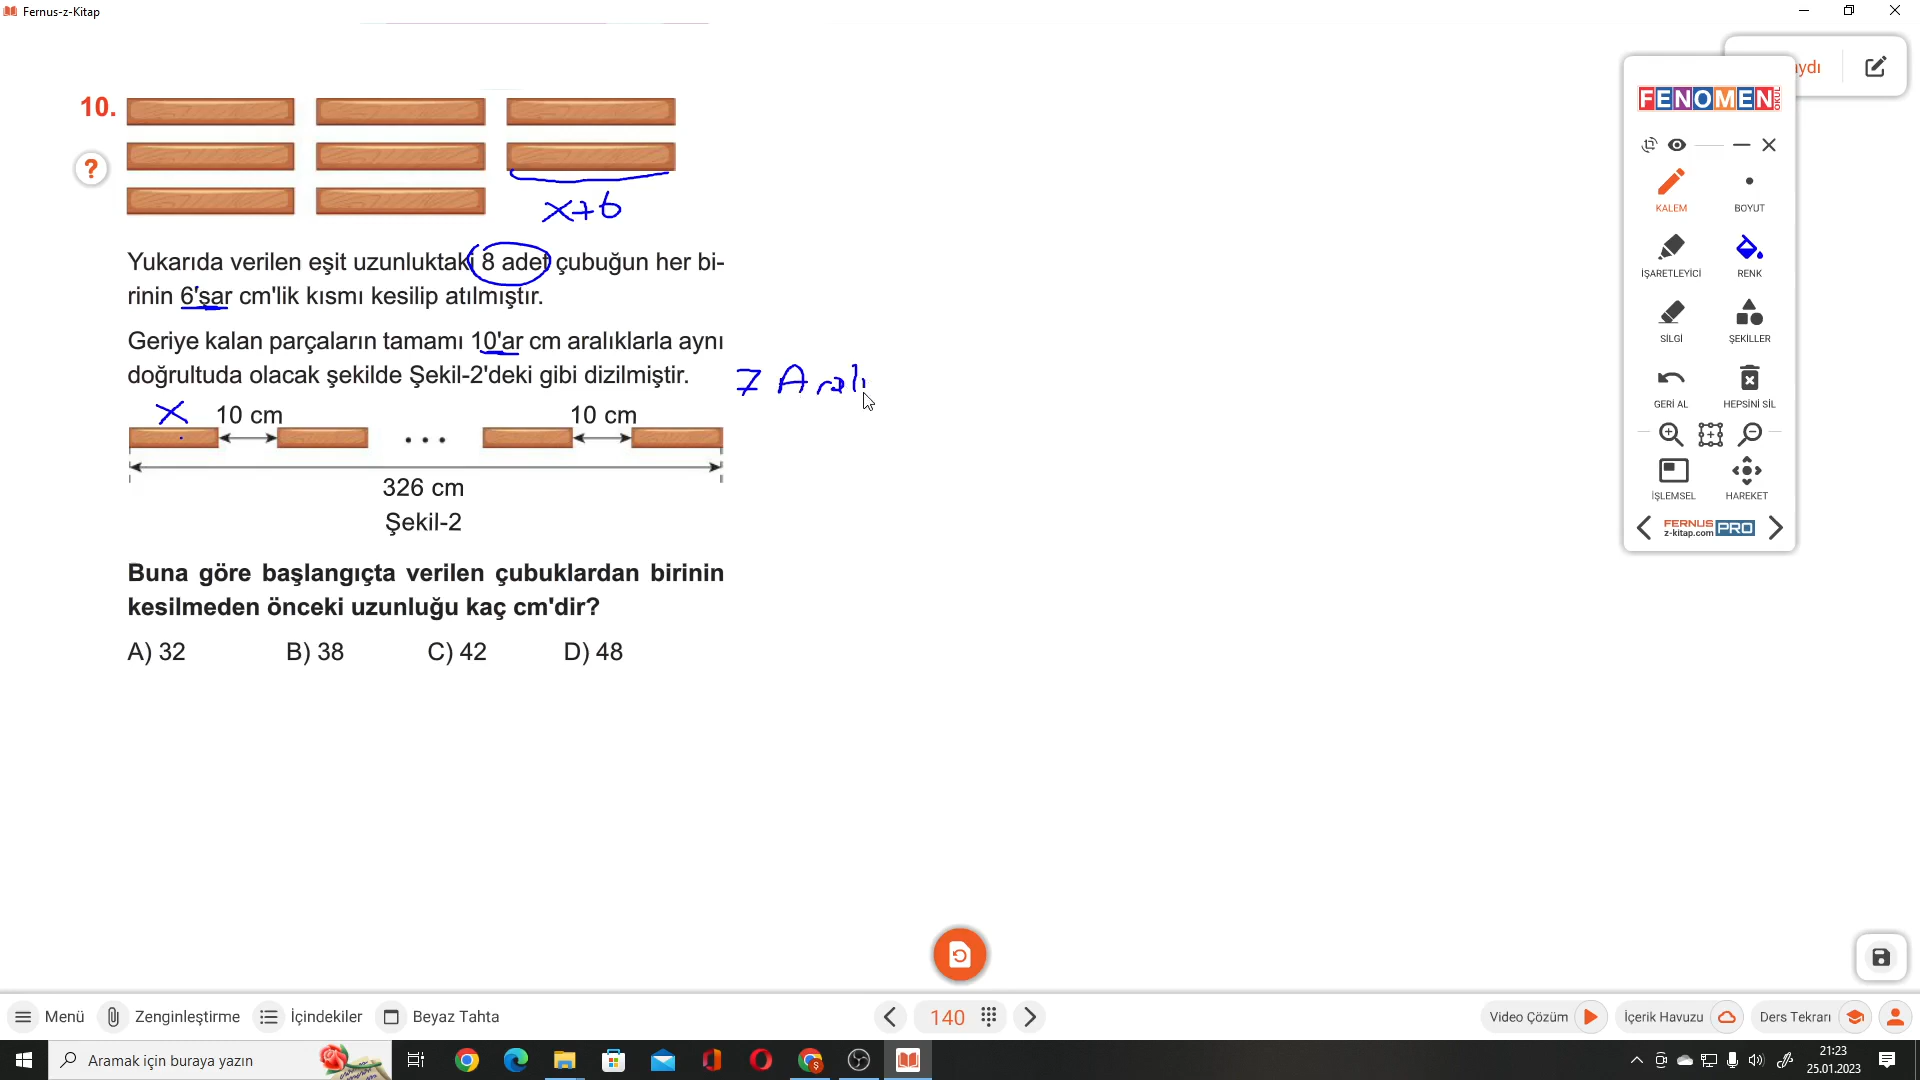 Fernus-z-Kitap
10.
?
x+6
Yukarıda verilen eşit uzunluktaki 8 adet çubuğun her bi-
rinin 6'şar cm'lik kısmı kesilip atılmıştır.
Geriye kalan parçaların tamamı 10'ar cm aralıklarla aynı
doğrultuda olacak şekilde Şekil-2'deki gibi dizilmiştir.
7 Aralı
x 10 cm 10 cm
326 cm
Şekil-2
Buna göre başlangıçta verilen çubuklardan birinin
kesilmeden önceki uzunluğu kaç cm'dir?
A) 32 B) 38 C) 42 D) 48
aydı
FENOMEN OKUL
KALEM BOYUT
İŞARETLEYİCİ RENK
SİLGİ ŞEKİLLER
GERİ AL HEPSİNİ SİL
İŞLEMSEL HAREKET
FERNUS PRO
z-kitap.com
Menü Zenginleştirme İçindekiler Beyaz Tahta 140 Video Çözüm İçerik Havuzu Ders Tekrarı
Aramak için buraya yazın
21:23
25.01.2023